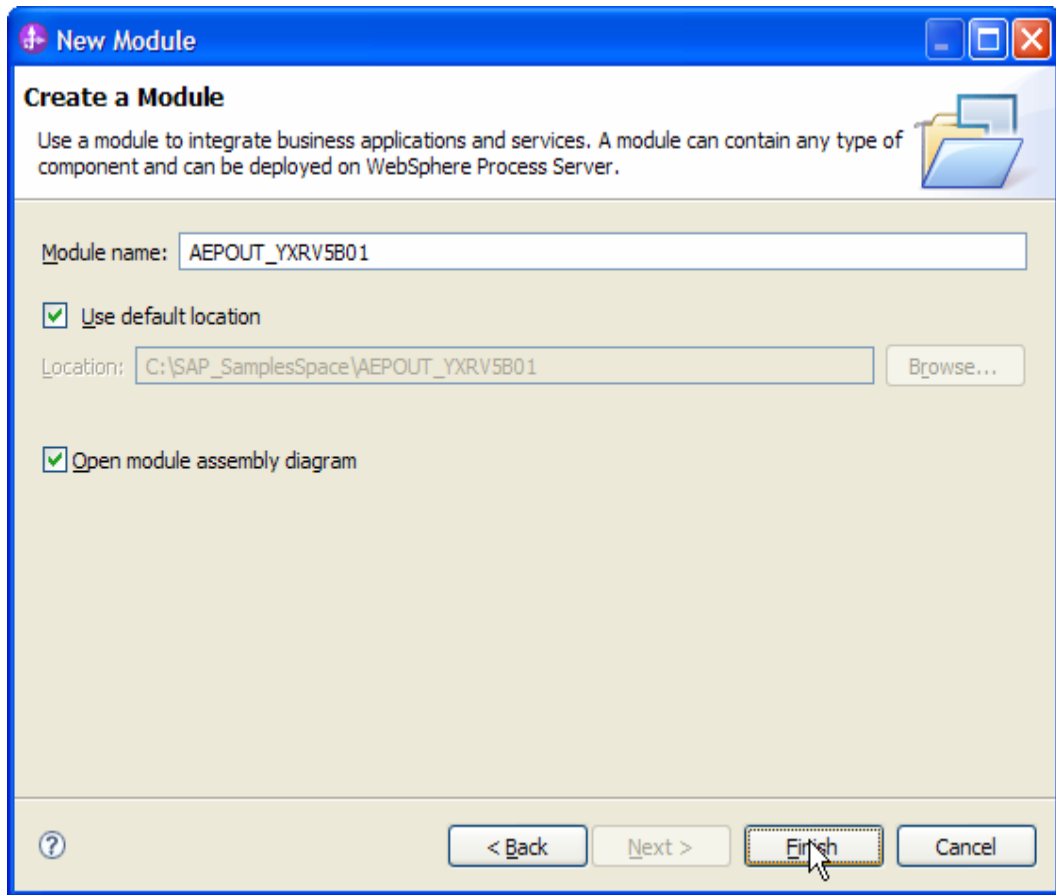 New Module
Create a Module
Use a module to integrate business applications and services. A module can contain any type of
component and can be deployed on WebSphere Process Server.
Module name: AEPOUT_YXRV5B01
Use default location
Location: C:\SAP_SamplesSpace\AEPOUT_YXRV5B01 Browse...
Open module assembly diagram
? < Back Next > Finish Cancel